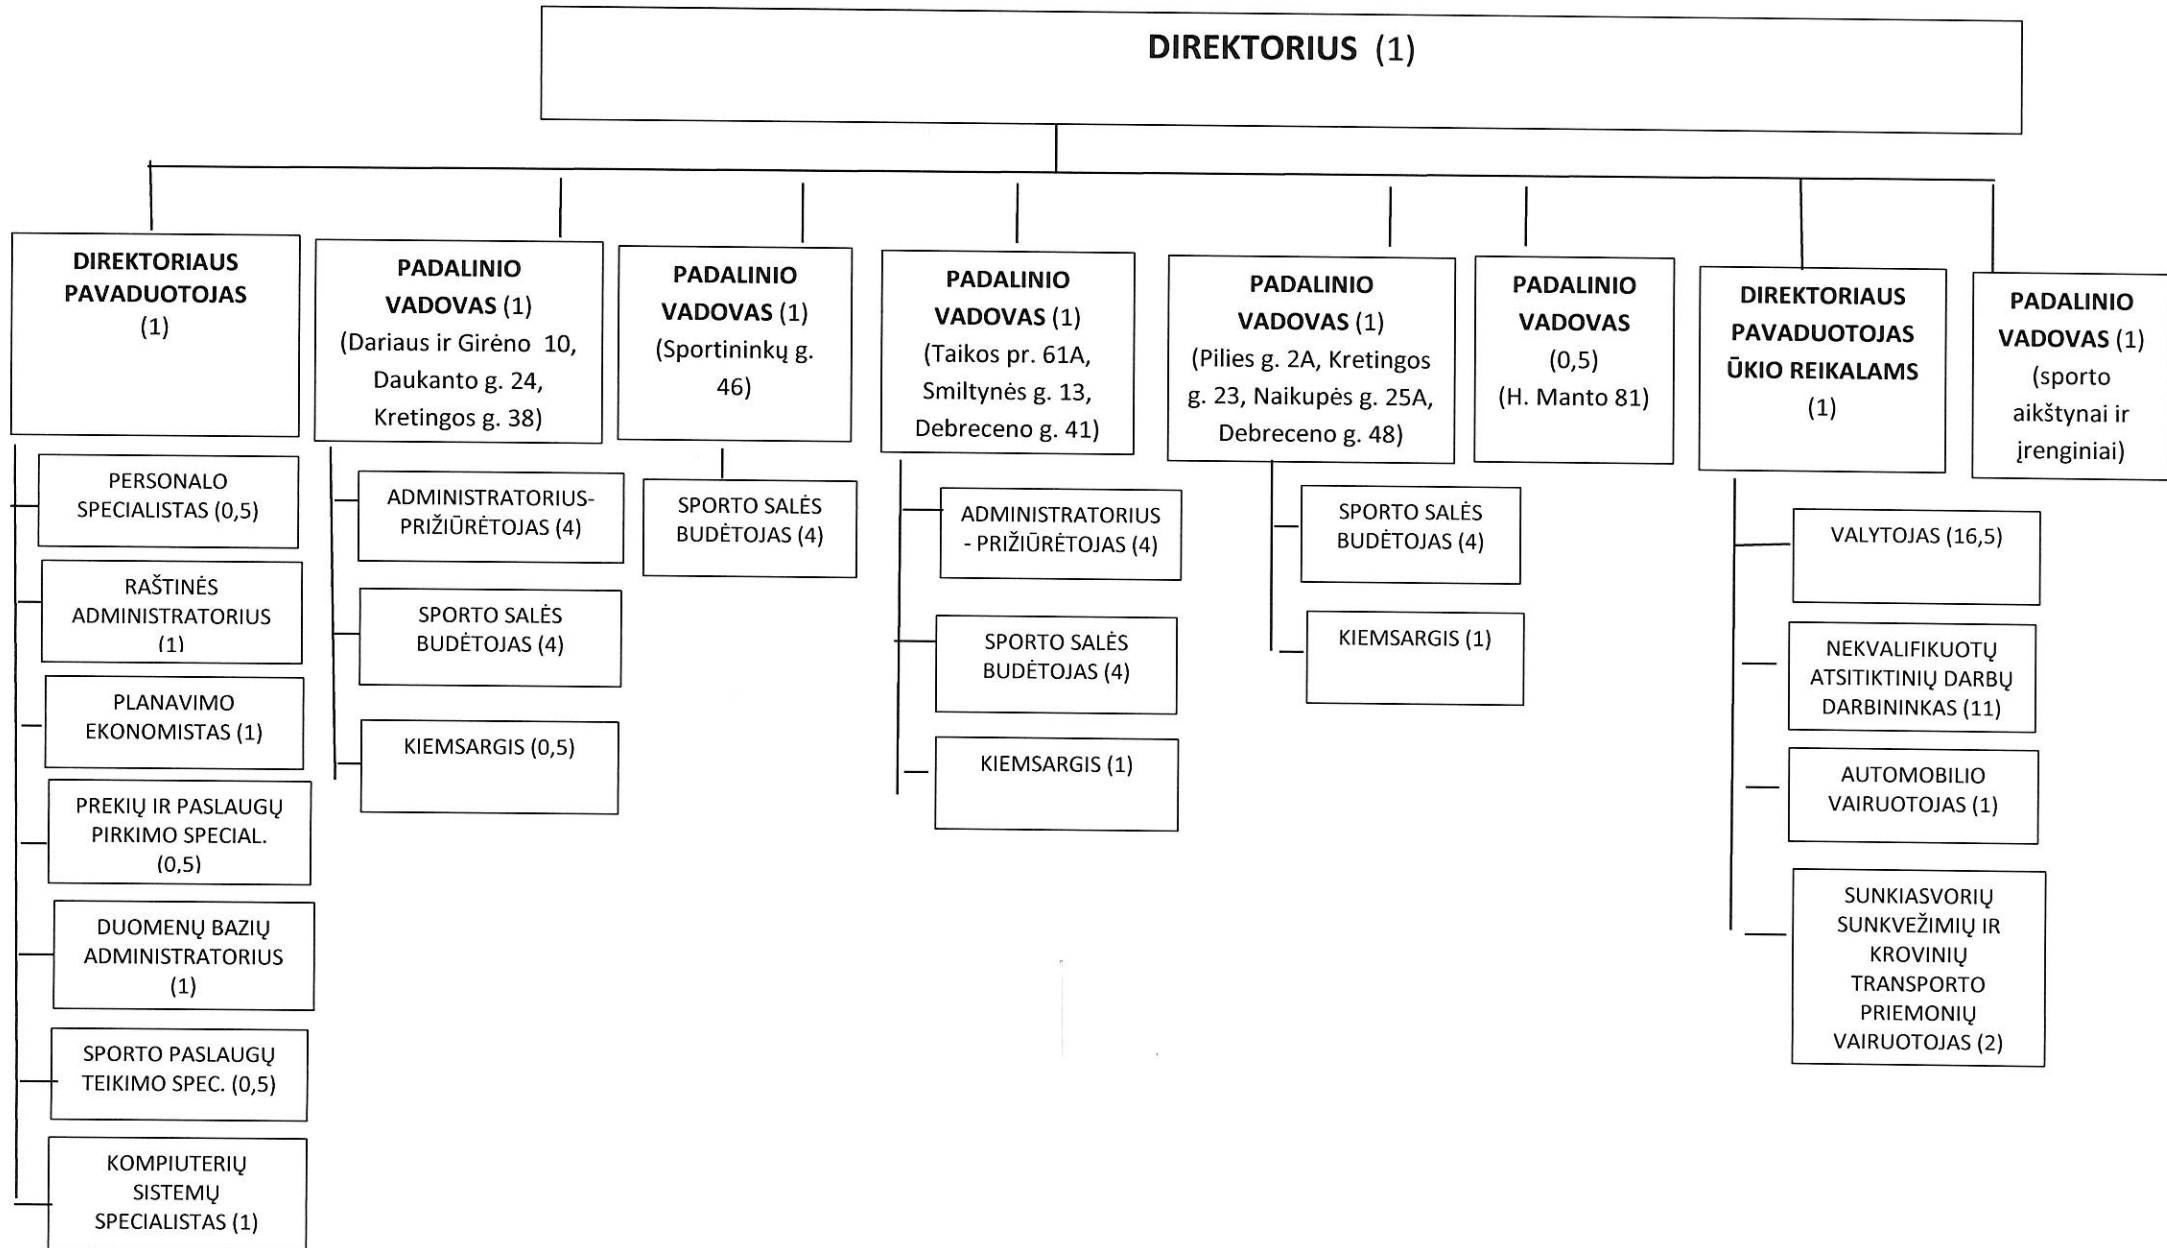 DIREKTORIUS (1)
DIREKTORIAUS
PAVADUOTOJAS
(1)
PERSONALO
SPECIALISTAS (0,5)
RAŠTINĖS
ADMINISTRATORIUS
(1)
PLANAVIMO
EKONOMISTAS (1)
PREKIŲ IR PASLAUGŲ
PIRKIMO SPECIAL.
(0,5)
DUOMENŲ BAZIŲ
ADMINISTRATORIUS
(1)
SPORTO PASLAUGŲ
TEIKIMO SPEC. (0,5)
KOMPIUTERIŲ
SISTEMŲ
SPECIALISTAS (1)
PADALINIO
VADOVAS (1)
(Dariaus ir Girėno 10,
Daukanto g. 24,
Kretingos g. 38)
ADMINISTRATORIUS-
PRIŽIŪRĖTOJAS (4)
SPORTO SALĖS
BUDĖTOJAS (4)
KIEMSARGIS (0,5)
PADALINIO
VADOVAS (1)
(Sportininkų g.
46)
SPORTO SALĖS
BUDĖTOJAS (4)
PADALINIO
VADOVAS (1)
(Taikos pr. 61A,
Smiltynės g. 13,
Debreceno g. 41)
ADMINISTRATORIUS
- PRIŽIŪRĖTOJAS (4)
SPORTO SALĖS
BUDĖTOJAS (4)
KIEMSARGIS (1)
PADALINIO
VADOVAS (1)
(Pilies g. 2A, Kretingos
g. 23, Naikupės g. 25A,
Debreceno g. 48)
SPORTO SALĖS
BUDĖTOJAS (4)
KIEMSARGIS (1)
PADALINIO
VADOVAS
(0,5)
(H. Manto 81)
DIREKTORIAUS
PAVADUOTOJAS
ŪKIO REIKALAMS
(1)
VALYTOJAS (16,5)
NEKVALIFIKUOTŲ
ATSITIKTINIŲ DARBŲ
DARBININKAS (11)
AUTOMOBILIO
VAIRUOTOJAS (1)
SUNKIASVORIŲ
SUNKVEŽIMIŲ IR
KROVINIŲ
TRANSPORTO
PRIEMONIŲ
VAIRUOTOJAS (2)
PADALINIO
VADOVAS (1)
(sporto
aikštynai ir
įrenginiai)